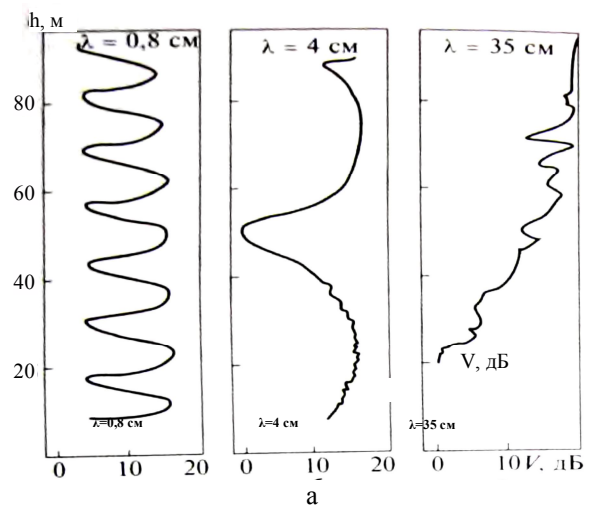 h, м
λ = 0,8 см
λ = 4 см
λ = 35 см
80
60
40
20
V, дБ
λ=0,8 см
λ=4 см
λ=35 см
0 10 20
0 10 20
0 10 V, дБ
а